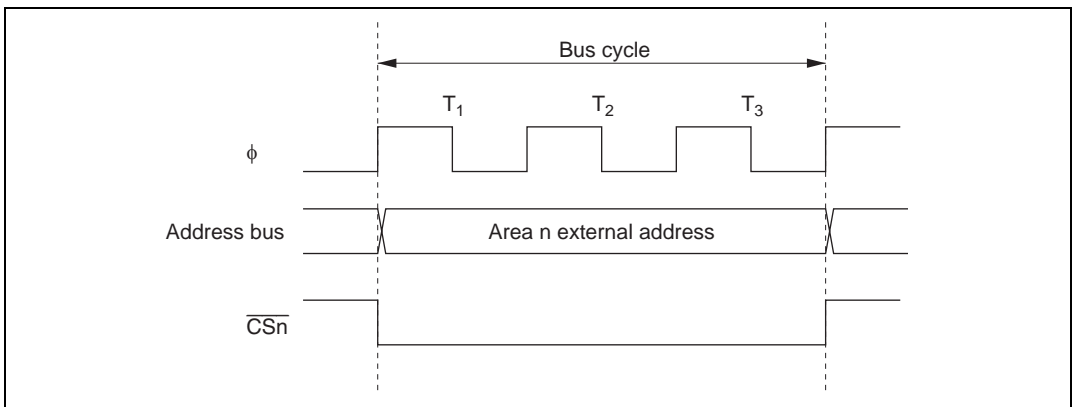 Bus cycle
T1 T2 T3
ϕ
Address bus Area n external address
CSn